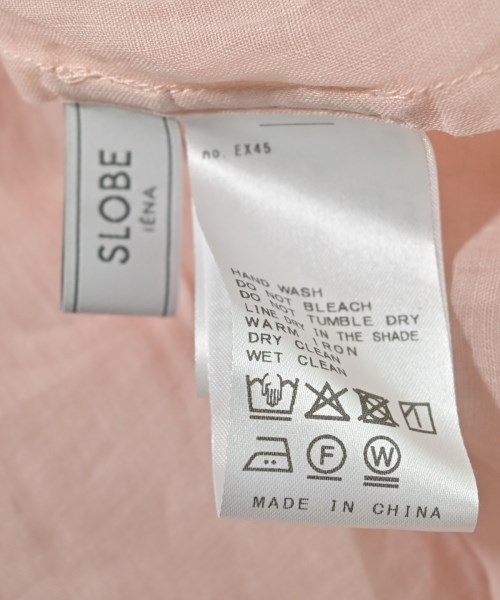 SLOBE
IÉNA
no. EX45
HAND WASH
DO NOT BLEACH
DO NOT TUMBLE DRY
LINE DRY IN THE SHADE
WARM IRON
DRY CLEAN
WET CLEAN
F W
MADE IN CHINA